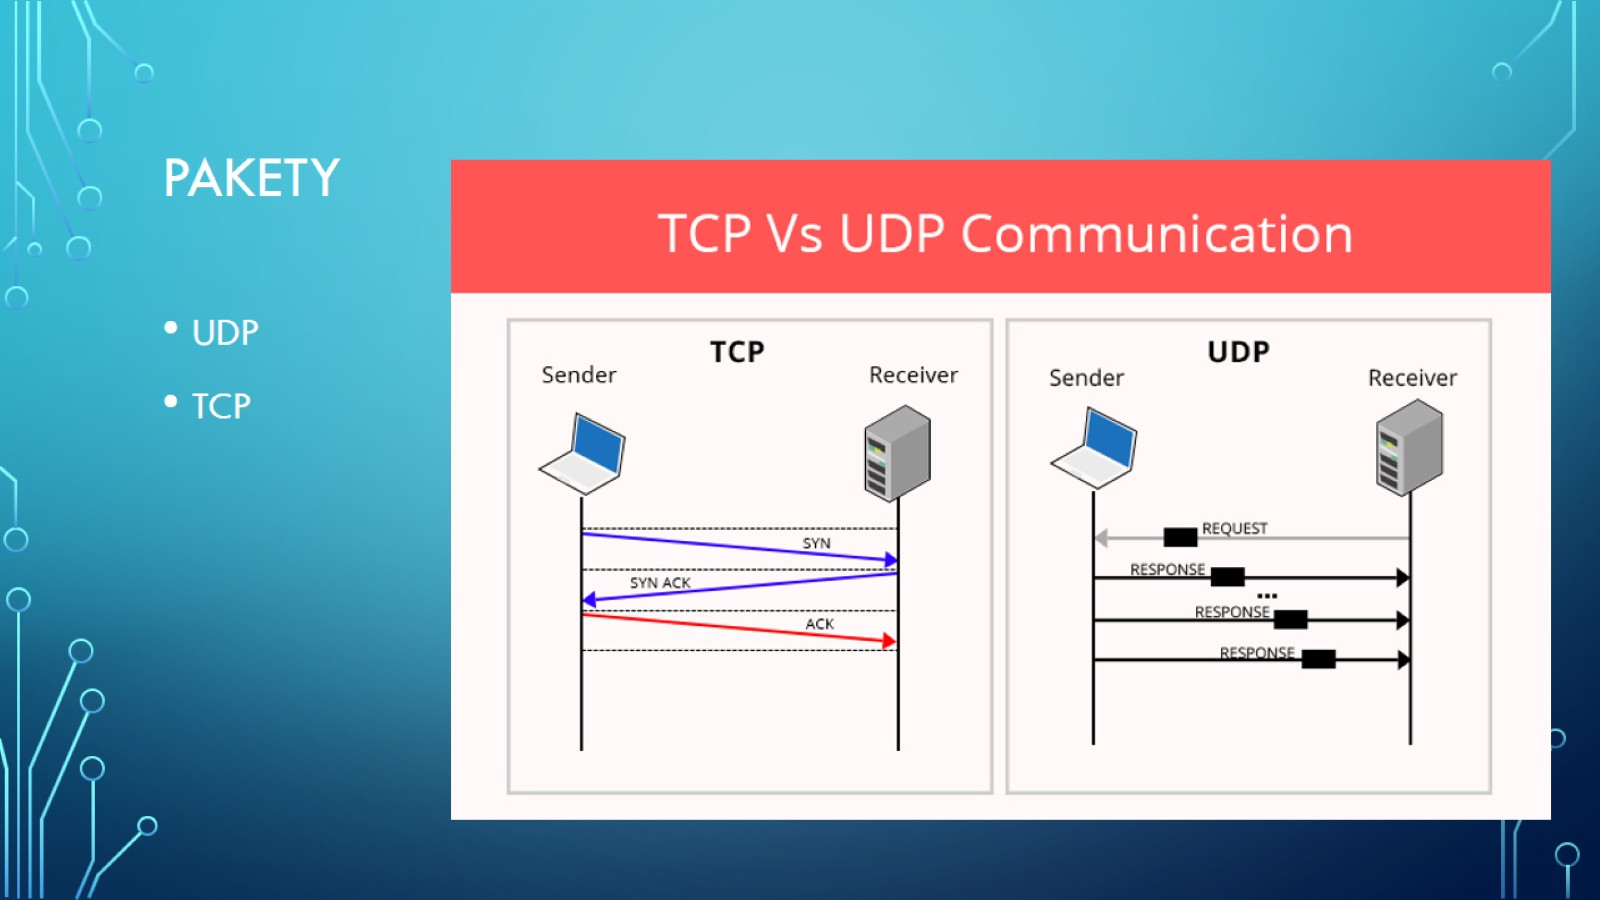 PAKETY
• UDP
• TCP
TCP Vs UDP Communication
TCP
Sender
Receiver
SYN
SYN ACK
ACK
UDP
Sender
Receiver
REQUEST
RESPONSE
...
RESPONSE
RESPONSE